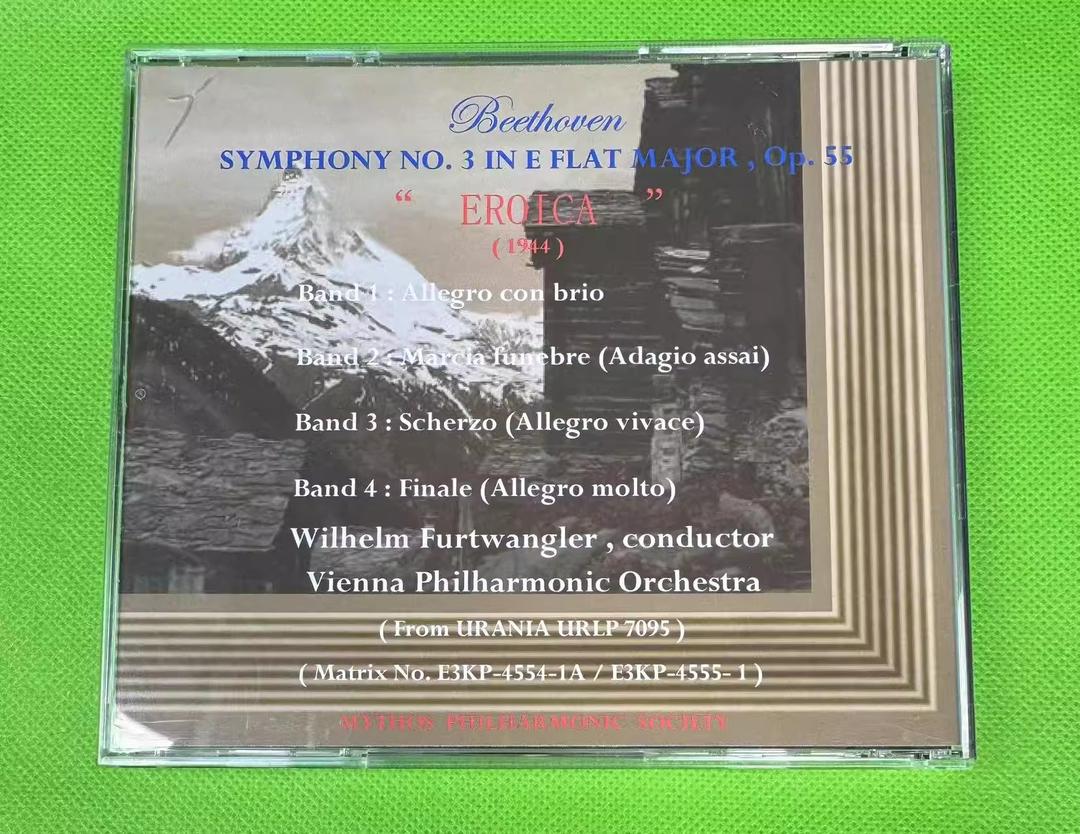 Beethoven
SYMPHONY NO. 3 IN E FLAT MAJOR , Op. 55
“ EROICA ”
( 1944 )
Band 1 : Allegro con brio
Band 2 : Marcia funebre (Adagio assai)
Band 3 : Scherzo (Allegro vivace)
Band 4 : Finale (Allegro molto)
Wilhelm Furtwangler , conductor
Vienna Philharmonic Orchestra
( From URANIA URLP 7095 )
( Matrix No. E3KP-4554-1A / E3KP-4555- 1 )
MYTHOS PHILHARMONIC SOCIETY